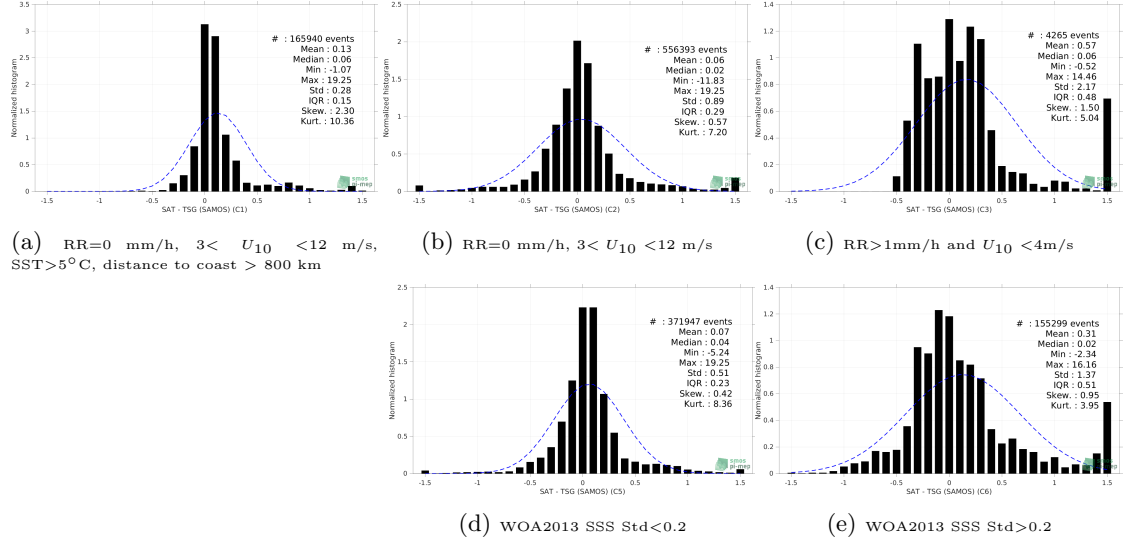 3.5
3
2.5
2
1.5
1
0.5
0
Normalized histogram
# : 165940 events
Mean : 0.13
Median : 0.06
Min : -1.07
Max : 19.25
Std : 0.28
IQR : 0.15
Skew. : 2.30
Kurt. : 10.36
smos
pi-mep
-1.5 -1 -0.5 0 0.5 1 1.5
SAT - TSG (SAMOS) (C1)
(a) RR=0 mm/h, 3< U10 <12 m/s,
SST>5°C, distance to coast > 800 km
2.5
2
1.5
1
0.5
0
Normalized histogram
# : 556393 events
Mean : 0.06
Median : 0.02
Min : -11.83
Max : 19.25
Std : 0.89
IQR : 0.29
Skew. : 0.57
Kurt. : 7.20
smos
pi-mep
-1.5 -1 -0.5 0 0.5 1 1.5
SAT - TSG (SAMOS) (C2)
(b) RR=0 mm/h, 3< U10 <12 m/s
1.4
1.2
1
0.8
0.6
0.4
0.2
0
Normalized histogram
# : 4265 events
Mean : 0.57
Median : 0.06
Min : -0.52
Max : 14.46
Std : 2.17
IQR : 0.48
Skew. : 1.50
Kurt. : 5.04
smos
pi-mep
-1.5 -1 -0.5 0 0.5 1 1.5
SAT - TSG (SAMOS) (C3)
(c) RR>1mm/h and U10 <4m/s
2.5
2
1.5
1
0.5
0
Normalized histogram
# : 371947 events
Mean : 0.07
Median : 0.04
Min : -5.24
Max : 19.25
Std : 0.51
IQR : 0.23
Skew. : 0.42
Kurt. : 8.36
smos
pi-mep
-1.5 -1 -0.5 0 0.5 1 1.5
SAT - TSG (SAMOS) (C5)
(d) WOA2013 SSS Std<0.2
1.4
1.2
1
0.8
0.6
0.4
0.2
0
Normalized histogram
# : 155299 events
Mean : 0.31
Median : 0.02
Min : -2.34
Max : 16.16
Std : 1.37
IQR : 0.51
Skew. : 0.95
Kurt. : 3.95
smos
pi-mep
-1.5 -1 -0.5 0 0.5 1 1.5
SAT - TSG (SAMOS) (C6)
(e) WOA2013 SSS Std>0.2